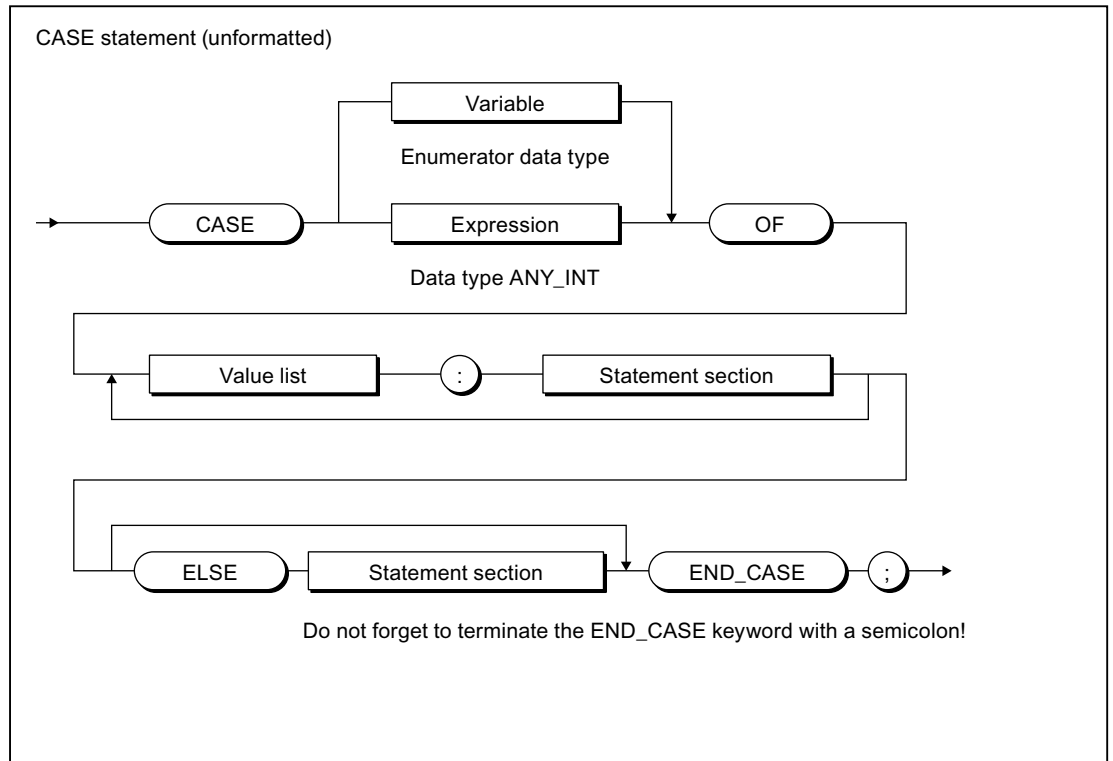 CASE statement (unformatted)
Variable
Enumerator data type
CASE
Expression
OF
Data type ANY_INT
Value list
:
Statement section
ELSE
Statement section
END_CASE
;
Do not forget to terminate the END_CASE keyword with a semicolon!